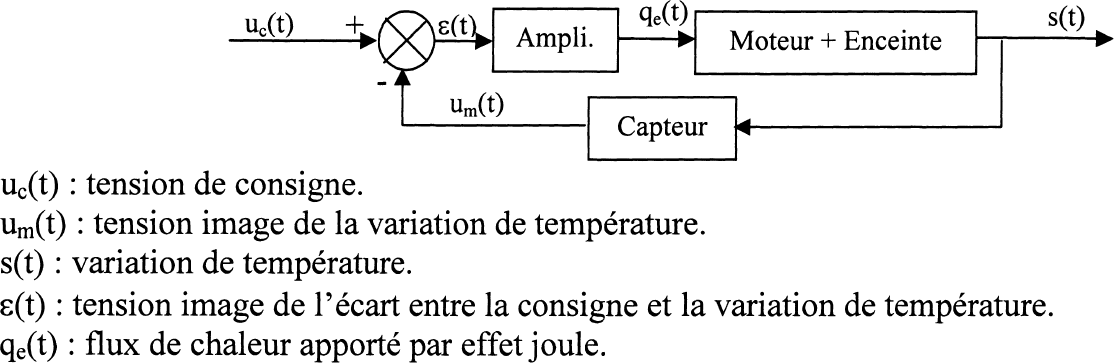 u_c(t) + ε(t) Ampli. q_e(t) Moteur + Enceinte s(t)
-
u_m(t) Capteur
u_c(t) : tension de consigne.
u_m(t) : tension image de la variation de température.
s(t) : variation de température.
ε(t) : tension image de l’écart entre la consigne et la variation de température.
q_e(t) : flux de chaleur apporté par effet joule.